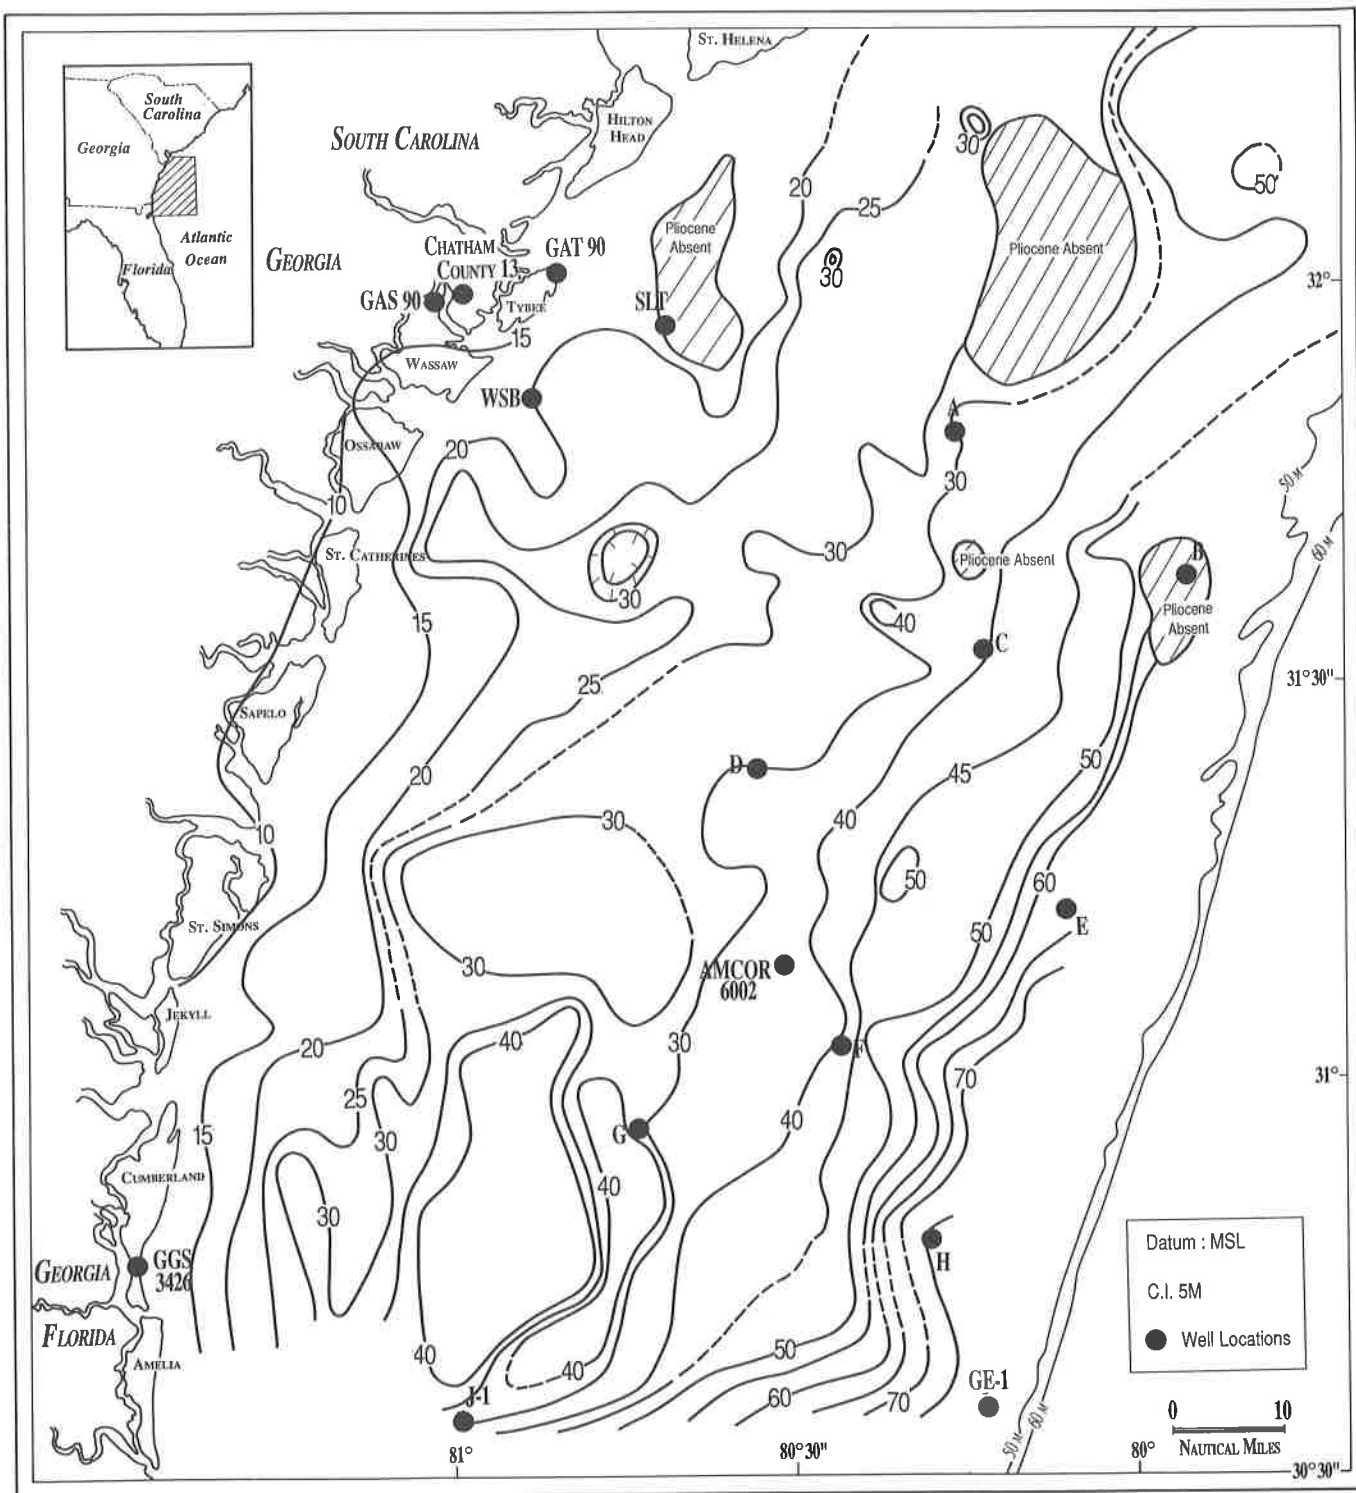 ST. HELENA
South
Carolina
Georgia
Atlantic
Ocean
Florida
SOUTH CAROLINA
HILTON
HEAD
30
50
20
25
Pliocene
Absent
Pliocene Absent
GEORGIA
CHATHAM
COUNTY 13
GAT 90
GAS 90
TYBEE
30
32°
SLT
15
WASSAW
WSB
A
OSSABAW
20
30
50 M
10
60 M
ST. CATHERINES
30
Pliocene Absent
B
30
40
Pliocene
Absent
15
C
25
31°30"
SAPELO
D
45
50
20
40
30
10
50
60
ST. SIMONS
E
50
30
AMCOR
6002
JEKYLL
20
40
30
F
70
31°
25
40
15
30
G
CUMBERLAND
40
30
H
GEORGIA
GGS
3426
Datum : MSL
C.I. 5M
Well Locations
FLORIDA
AMELIA
40
40
50
J-1
60
70
GE-1
50 M
60 M
0 10
NAUTICAL MILES
81°
80°30"
80°
30°30"